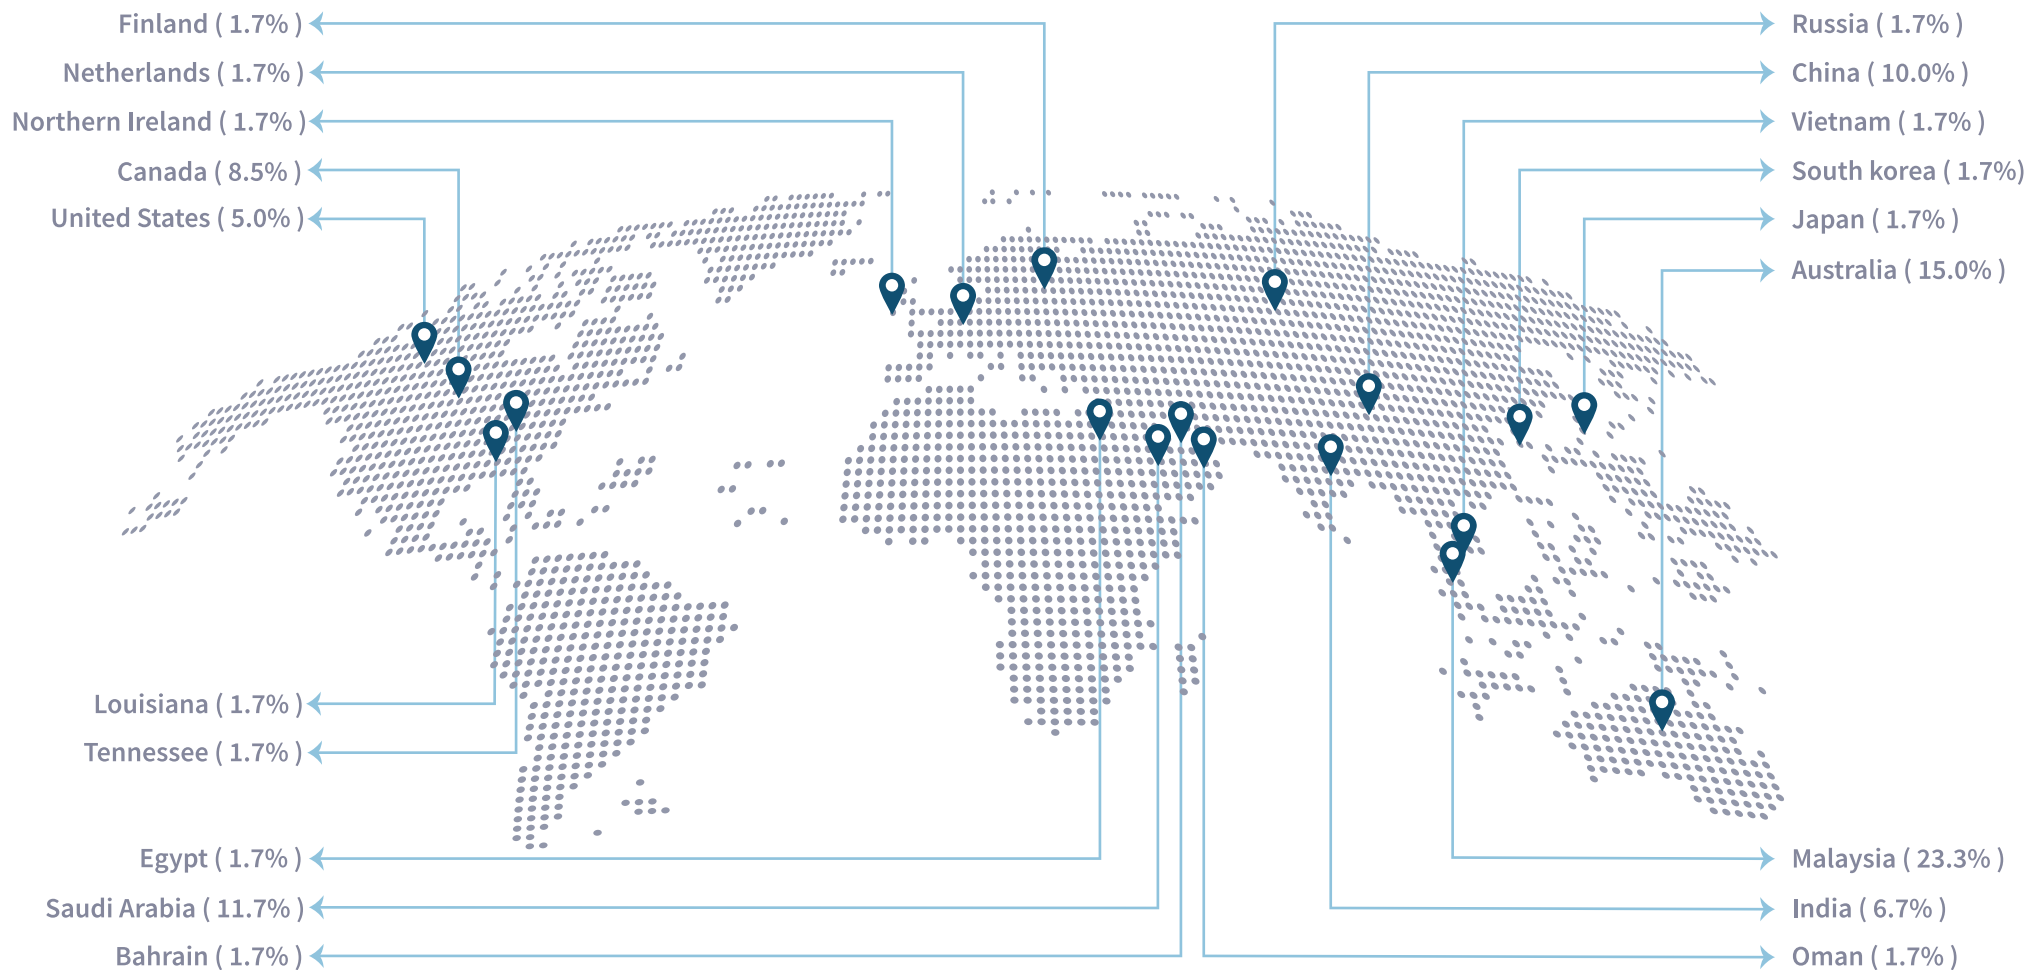 Finland ( 1.7% )
Netherlands ( 1.7% )
Northern Ireland ( 1.7% )
Canada ( 8.5% )
United States ( 5.0% )
Russia ( 1.7% )
China ( 10.0% )
Vietnam ( 1.7% )
South korea ( 1.7%)
Japan ( 1.7% )
Australia ( 15.0% )
Louisiana ( 1.7% )
Tennessee ( 1.7% )
Egypt ( 1.7% )
Saudi Arabia ( 11.7% )
Bahrain ( 1.7% )
Malaysia ( 23.3% )
India ( 6.7% )
Oman ( 1.7% )